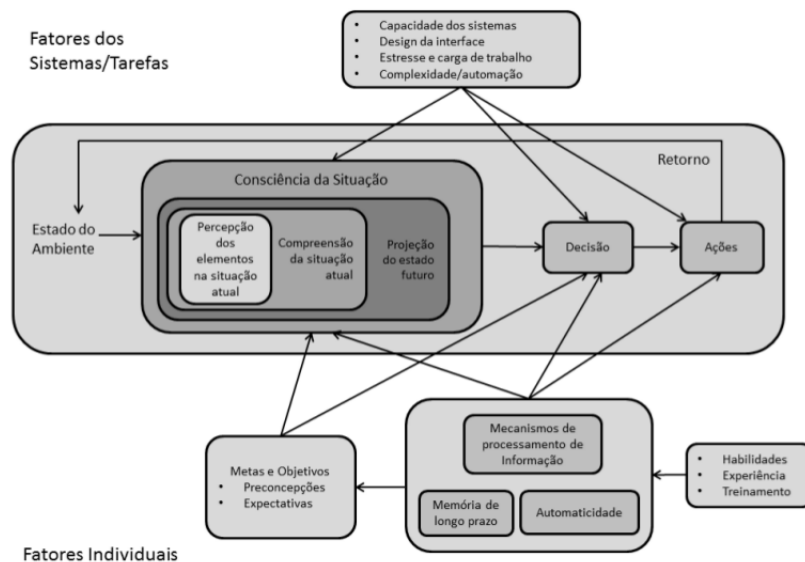 Fatores dos
Sistemas/Tarefas
• Capacidade dos sistemas
• Design da interface
• Estresse e carga de trabalho
• Complexidade/automação
Retorno
Consciência da Situação
Estado do
Ambiente
Percepção
dos
elementos
na situação
atual
Compreensão
da situação
atual
Projeção
do estado
futuro
Decisão
Ações
Mecanismos de
processamento de
Informação
Memória de
longo prazo
Automaticidade
Metas e Objetivos
• Preconcepções
• Expectativas
• Habilidades
• Experiência
• Treinamento
Fatores Individuais